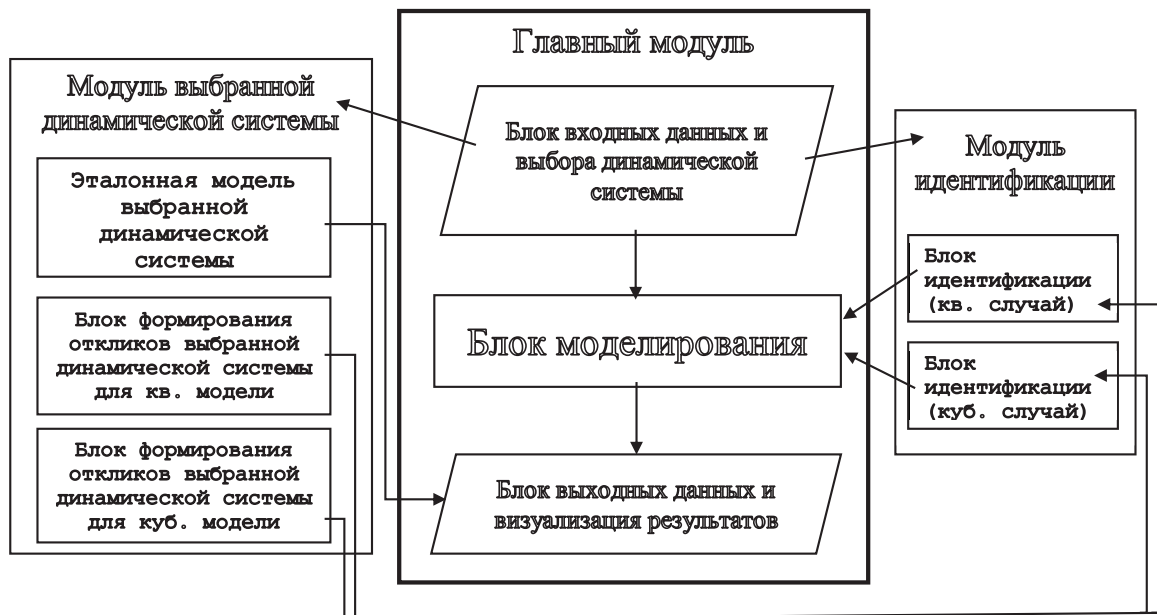 Модуль выбранной
динамической системы
Эталонная модель
выбранной
динамической
системы
Блок формирования
откликов выбранной
динамической системы
для кв. модели
Блок формирования
откликов выбранной
динамической системы
для куб. модели
Главный модуль
Блок входных данных и
выбора динамической
системы
Блок моделирования
Блок выходных данных и
визуализация результатов
Модуль
идентификации
Блок
идентификации
(кв. случай)
Блок
идентификации
(куб. случай)